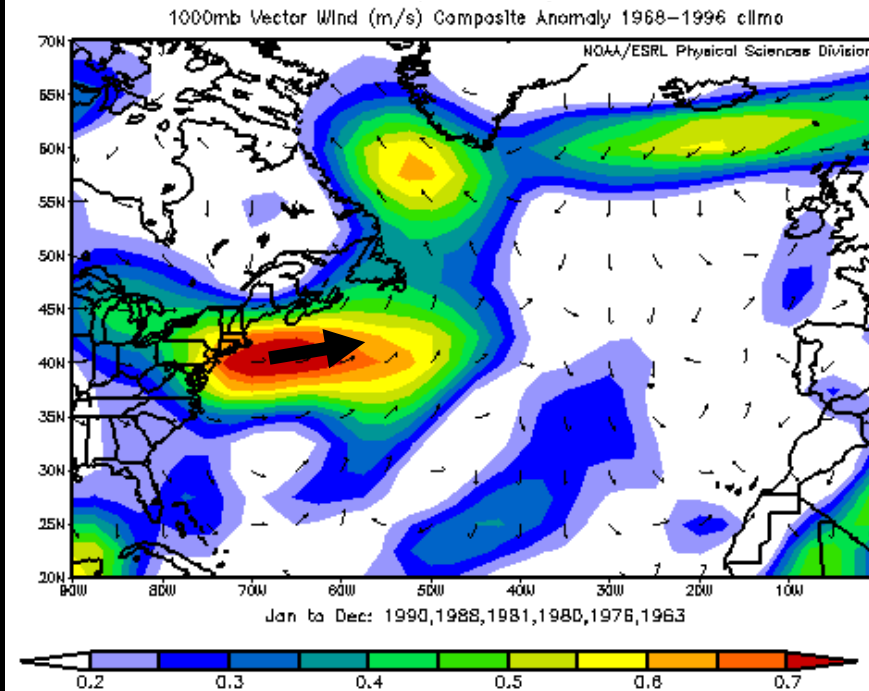 1000mb Vector Wind (m/s) Composite Anomaly 1968-1996 climo
NOAA/ESRL Physical Sciences Division
70N
65N
60N
55N
50N
45N
40N
35N
30N
25N
20N
80W 70W 60W 50W 40W 30W 20W 10W
Jan to Dec: 1990,1988,1981,1980,1976,1963
0.2 0.3 0.4 0.5 0.6 0.7